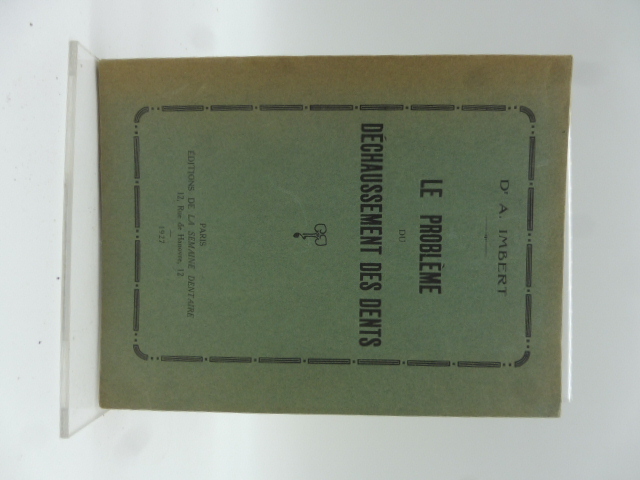 Dr A. IMBERT
LE PROBLÈME
DU
DÉCHAUSSEMENT DES DENTS
PARIS
ÉDITIONS DE LA SEMAINE DENTAIRE
12, Rue de Hanovre, 12
1925